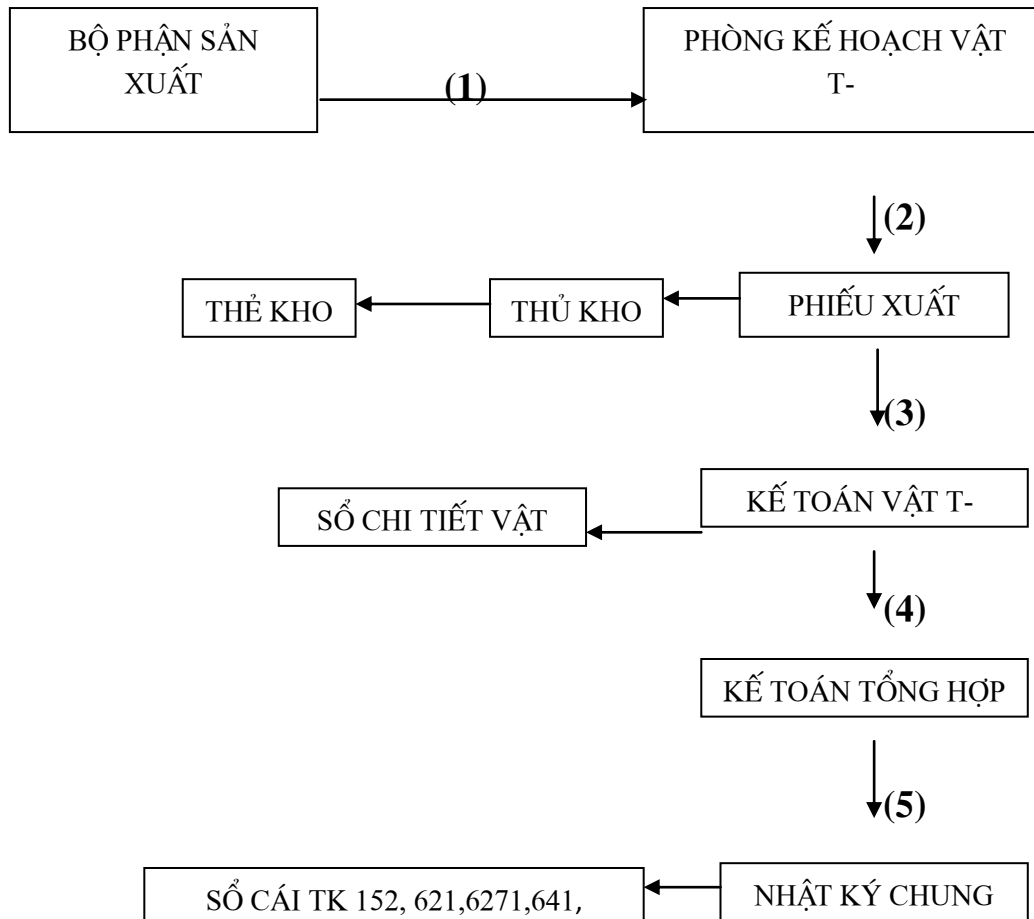 BỘ PHẬN SẢN
XUẤT
(1)
PHÒNG KẾ HOẠCH VẬT
T-
(2)
THẺ KHO
THỦ KHO
PHIẾU XUẤT
(3)
SỔ CHI TIẾT VẬT
KẾ TOÁN VẬT T-
(4)
KẾ TOÁN TỔNG HỢP
(5)
SỔ CÁI TK 152, 621,6271,641,
NHẬT KÝ CHUNG